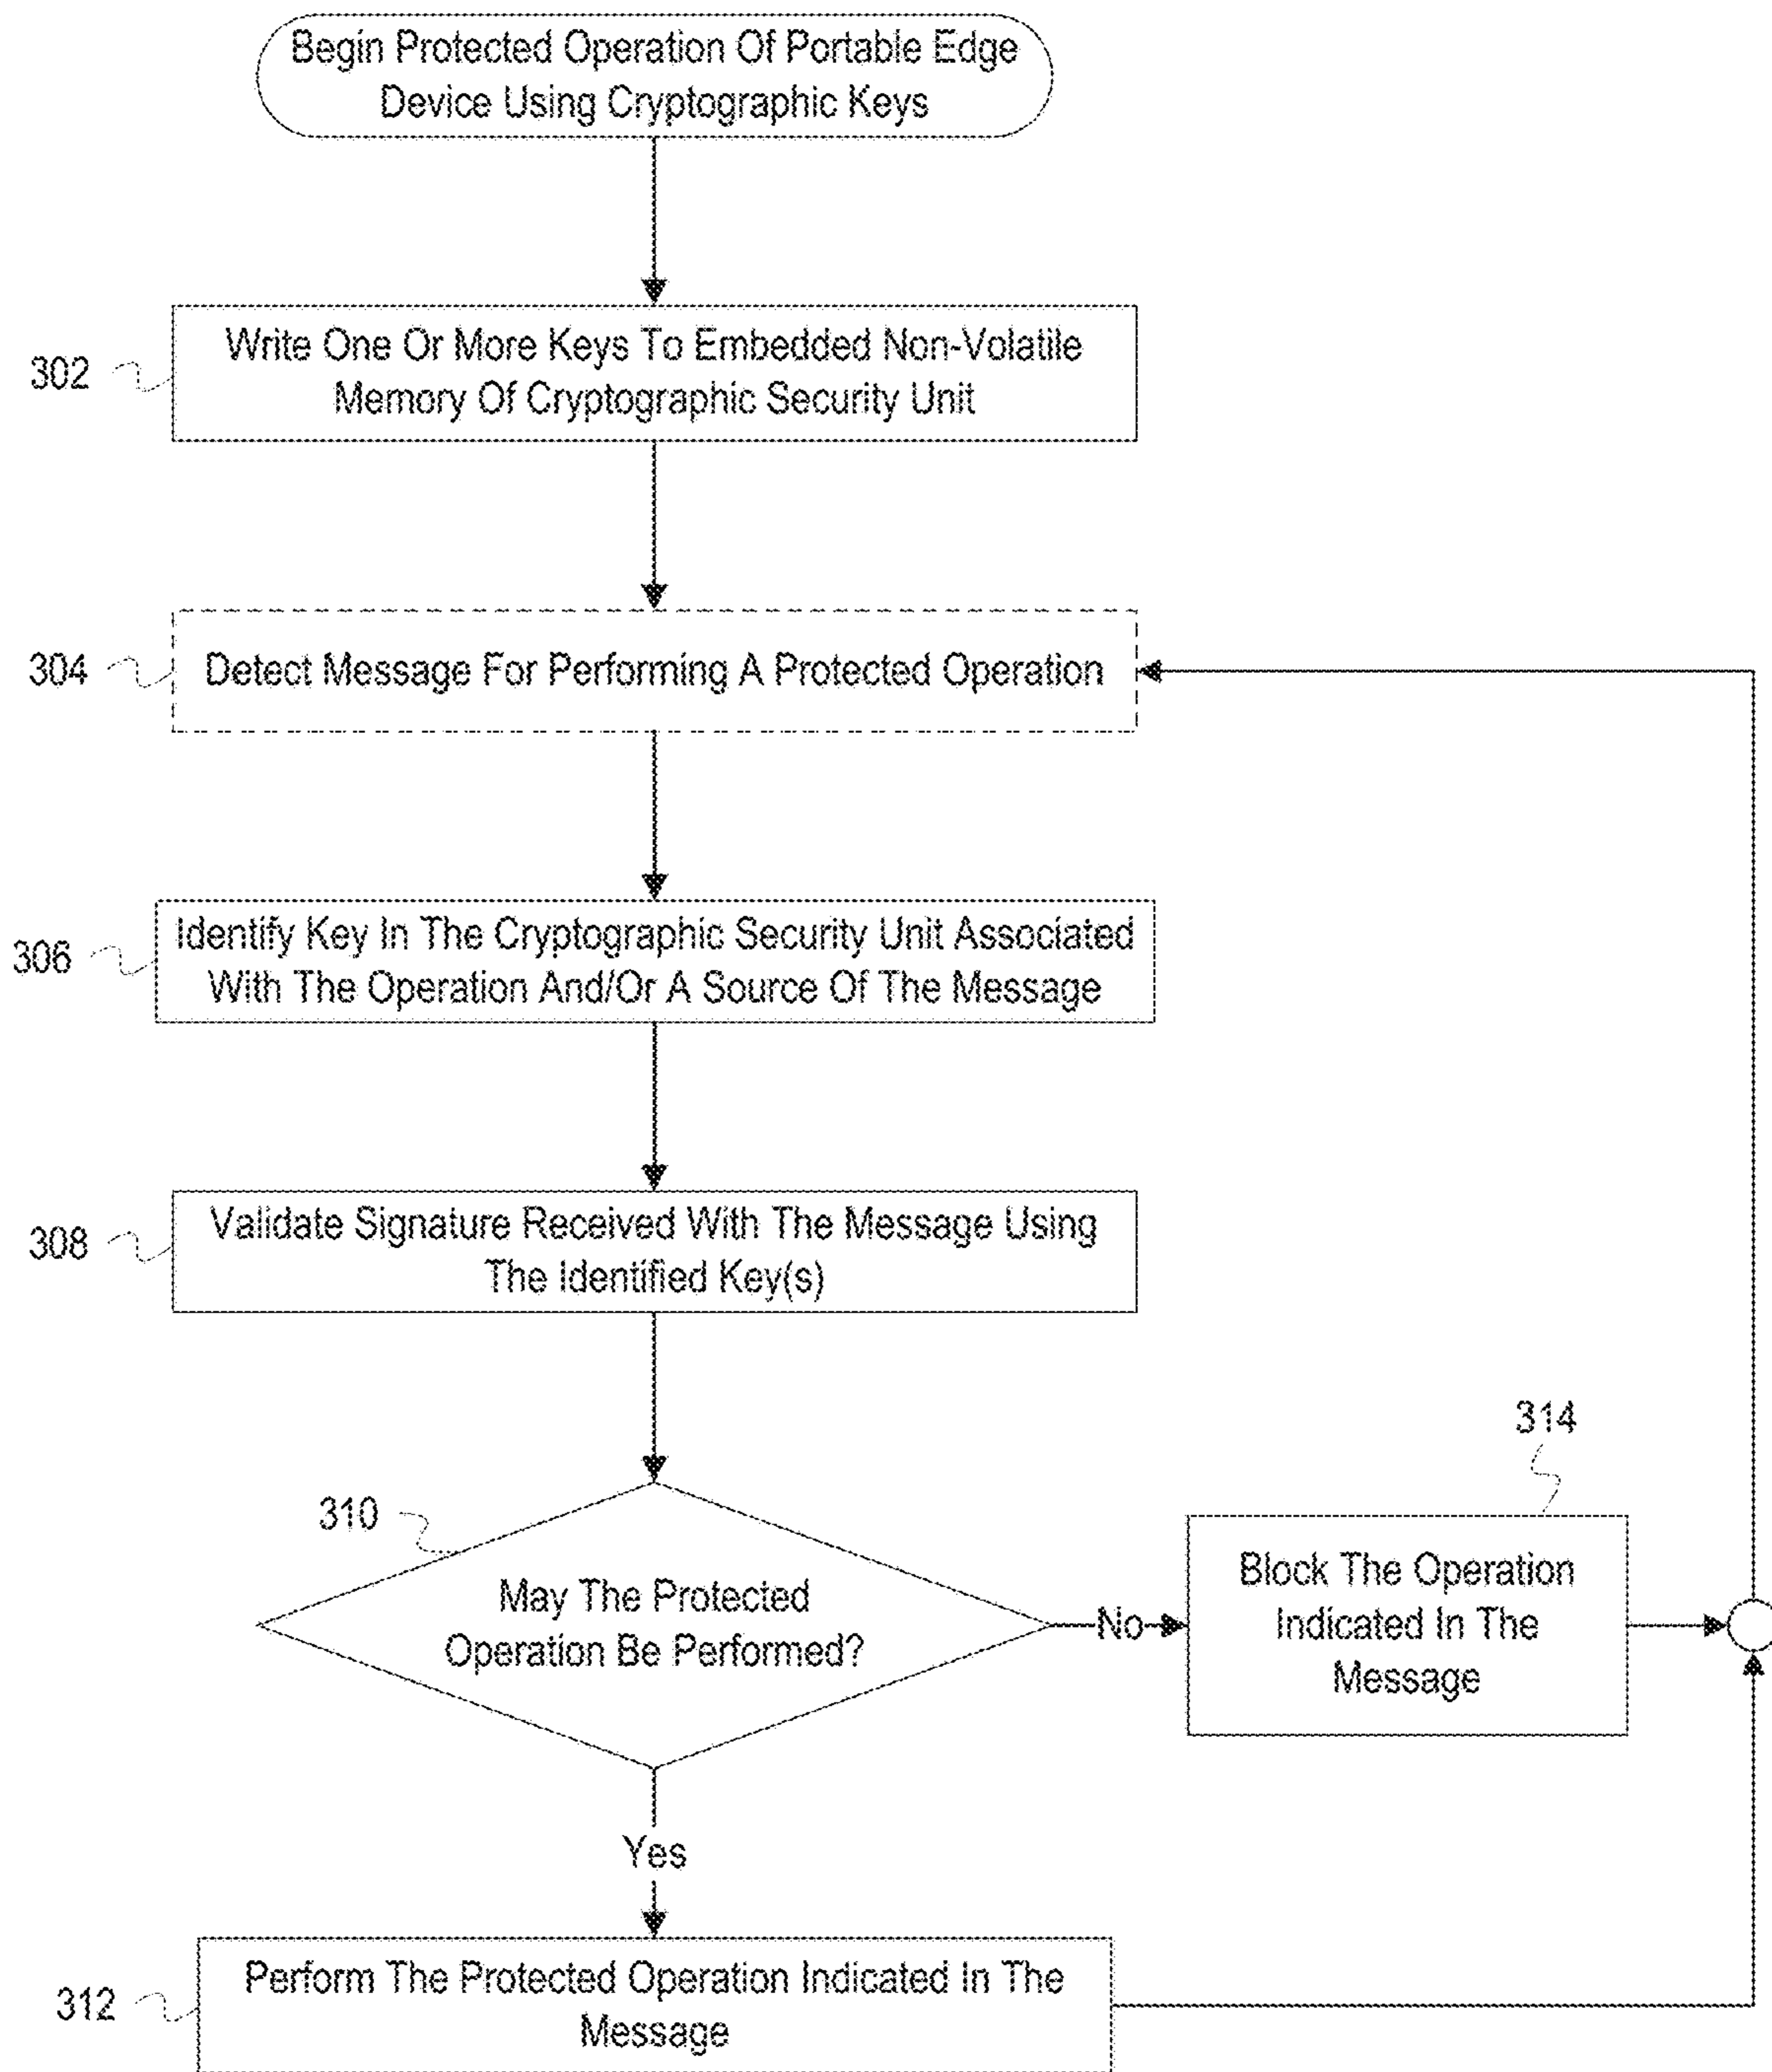 Begin Protected Operation Of Portable Edge
Device Using Cryptographic Keys
302
Write One Or More Keys To Embedded Non-Volatile
Memory Of Cryptographic Security Unit
304
Detect Message For Performing A Protected Operation
306
Identify Key In The Cryptographic Security Unit Associated
With The Operation And/Or A Source Of The Message
308
Validate Signature Received With The Message Using
The Identified Key(s)
310
May The Protected
Operation Be Performed?
No
314
Block The Operation
Indicated In The
Message
Yes
312
Perform The Protected Operation Indicated In The
Message